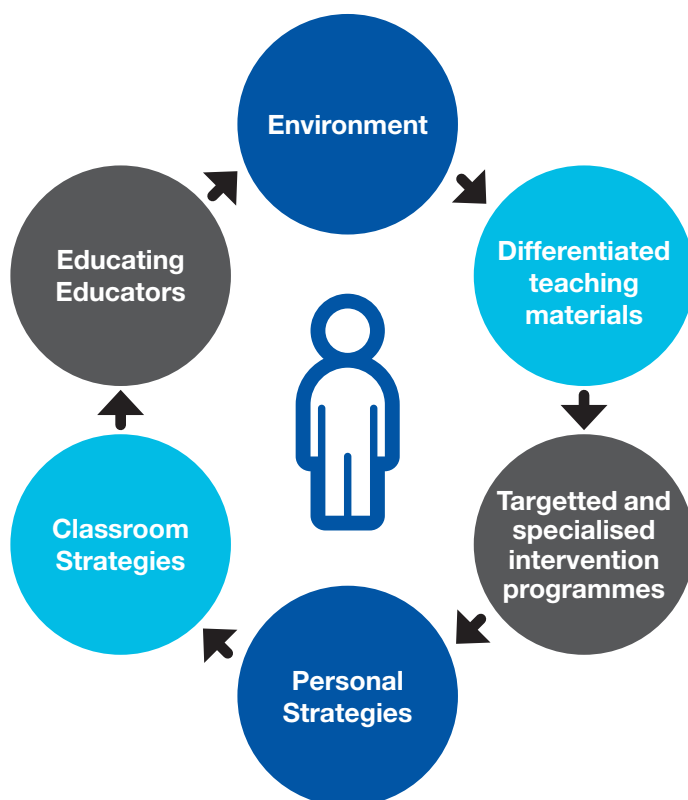 Environment
Differentiated
teaching
materials
Targetted and
specialised
intervention
programmes
Personal
Strategies
Classroom
Strategies
Educating
Educators